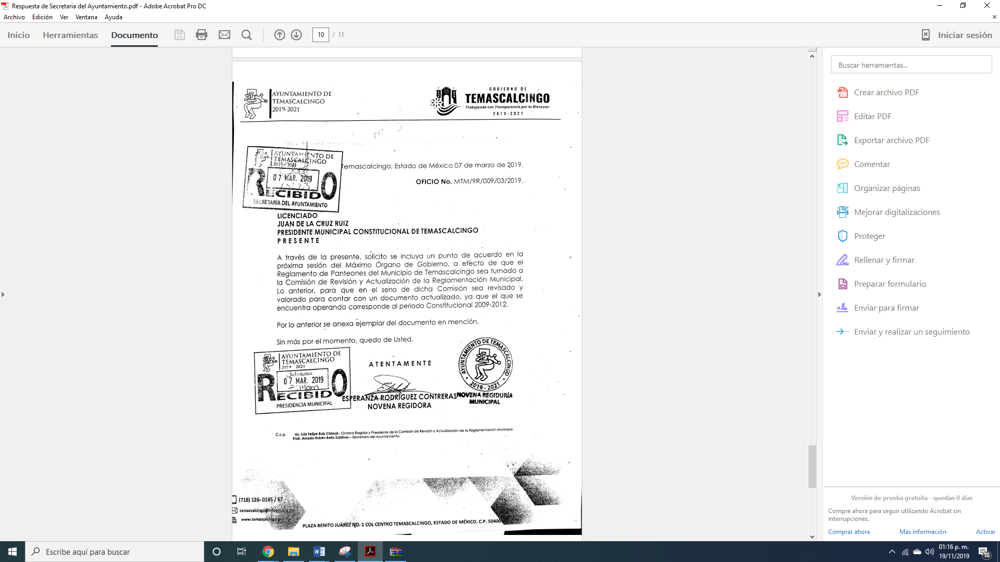 Respuesta de Secretaria del Ayuntamiento.pdf - Adobe Acrobat Pro DC
Archivo Edición Ver Ventana Ayuda
Inicio Herramientas Documento 10 / 11 Iniciar sesión
AYUNTAMIENTO DE
TEMASCALCINGO
2019-2021
GOBIERNO DE
TEMASCALCINGO
Trabajando con Transparencia por tu Bienestar
2019-2021
AYUNTAMIENTO DE
TEMASCALCINGO
2019 2021
07 MAR. 2019
RECIBIDO
SECRETARÍA DEL AYUNTAMIENTO
Temascalcingo, Estado de México 07 de marzo de 2019.
OFICIO No. MTM/9R/009/03/2019.
LICENCIADO
JUAN DE LA CRUZ RUIZ
PRESIDENTE MUNICIPAL CONSTITUCIONAL DE TEMASCALCINGO
P R E S E N T E
A través de la presente, solicito se incluya un punto de acuerdo en la
próxima sesión del Máximo Órgano de Gobierno, a efecto de que el
Reglamento de Panteones del Municipio de Temascalcingo sea turnado a
la Comisión de Revisión y Actualización de la Reglamentación Municipal.
Lo anterior, para que en el seno de dicha Comisión sea revisado y
valorado para contar con un documento actualizado, ya que el que se
encuentra operando corresponde al periodo Constitucional 2009-2012.
Por lo anterior se anexa ejemplar del documento en mención.
Sin más por el momento, quedo de Usted.
AYUNTAMIENTO DE
TEMASCALCINGO
2019 2021
Julissa
07 MAR. 2019
2:14pm
RECIBIDO
PRESIDENCIA MUNICIPAL
A T E N T A M E N T E
ESPERANZA RODRÍGUEZ CONTRERAS
NOVENA REGIDORA
AYUNTAMIENTO DE TEMASCALCINGO
2019 - 2021
NOVENA REGIDURÍA
MUNICIPAL
C.c.p. Lic. Luis Felipe Ruiz Chimal.- Octavo Regidor y Presidente de la Comisión de Revisión y Actualización de la Reglamentación Municipal.
Profr. Amado Rubén Bello Zaldívar.- Secretario del Ayuntamiento.
(718) 126- 0145 / 67
temascalcingo@infoem.org.mx
www.temascalcingo.gob.mx
PLAZA BENITO JUÁREZ NO. 1 COL CENTRO TEMASCALCINGO, ESTADO DE MÉXICO. C.P. 50400
Buscar herramientas...
Crear archivo PDF
Editar PDF
Exportar archivo PDF
Comentar
Organizar páginas
Mejorar digitalizaciones
Proteger
Rellenar y firmar
Preparar formulario
Enviar para firmar
Enviar y realizar un seguimiento
Versión de prueba gratuita - quedan 0 días
Compre ahora para seguir utilizando Acrobat sin
interrupciones.
Comprar ahora Más información Activar
Escribe aquí para buscar
01:16 p. m.
19/11/2019
18